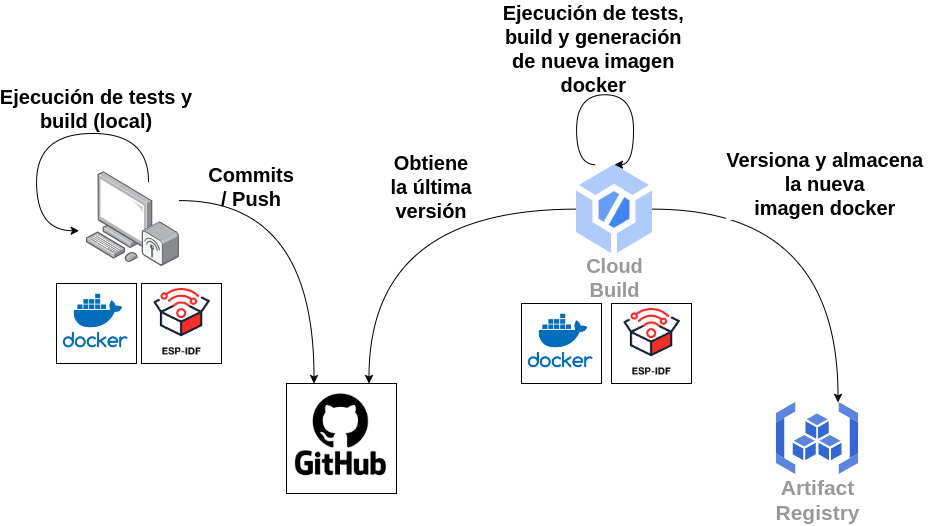 Ejecución de tests,
build y generación
de nueva imagen
docker
Ejecución de tests y
build (local)
Commits
/ Push
Obtiene
la última
versión
Versiona y almacena
la nueva
imagen docker
Cloud
Build
docker
ESP-IDF
docker
ESP-IDF
GitHub
Artifact
Registry